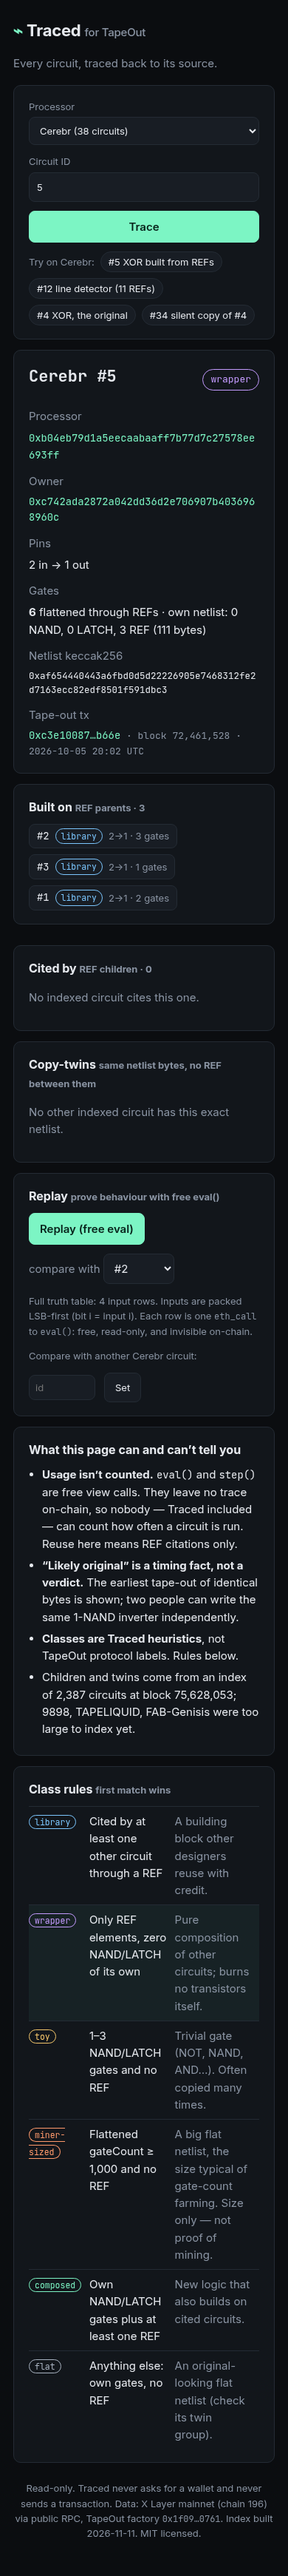 Traced for TapeOut
Every circuit, traced back to its source.
Processor
Cerebr (38 circuits)
Circuit ID
5
Trace
Try on Cerebr: #5 XOR built from REFs
#12 line detector (11 REFs)
#4 XOR, the original #34 silent copy of #4
Cerebr #5 wrapper
Processor
0xb04eb79d1a5eecaabaaff7b77d7c27578ee
693ff
Owner
0xc742ada2872a042dd36d2e706907b403696
8960c
Pins
2 in → 1 out
Gates
6 flattened through REFs · own netlist: 0
NAND, 0 LATCH, 3 REF (111 bytes)
Netlist keccak256
0xaf654440443a6fbd0d5d22226905e7468312fe2
d7163ecc82edf8501f591dbc3
Tape-out tx
0xc3e10087…b66e · block 72,461,528 ·
2026-10-05 20:02 UTC
Built on REF parents · 3
#2 library 2→1 · 3 gates
#3 library 2→1 · 1 gates
#1 library 2→1 · 2 gates
Cited by REF children · 0
No indexed circuit cites this one.
Copy-twins same netlist bytes, no REF
between them
No other indexed circuit has this exact
netlist.
Replay prove behaviour with free eval()
Replay (free eval)
compare with #2
Full truth table: 4 input rows. Inputs are packed
LSB-first (bit i = input i). Each row is one eth_call
to eval(): free, read-only, and invisible on-chain.
Compare with another Cerebr circuit:
id Set
What this page can and can't tell you
• Usage isn't counted. eval() and step()
are free view calls. They leave no trace
on-chain, so nobody — Traced included
— can count how often a circuit is run.
Reuse here means REF citations only.
• “Likely original” is a timing fact, not a
verdict. The earliest tape-out of identical
bytes is shown; two people can write the
same 1-NAND inverter independently.
• Classes are Traced heuristics, not
TapeOut protocol labels. Rules below.
• Children and twins come from an index
of 2,387 circuits at block 75,628,053;
9898, TAPELIQUID, FAB-Genisis were too
large to index yet.
Class rules first match wins
library Cited by at A building
least one block other
other circuit designers
through a REF reuse with
credit.
wrapper Only REF Pure
elements, zero composition
NAND/LATCH of other
of its own circuits; burns
no transistors
itself.
toy 1–3 Trivial gate
NAND/LATCH (NOT, NAND,
gates and no AND…). Often
REF copied many
times.
miner- Flattened A big flat
sized gateCount ≥ netlist, the
1,000 and no size typical of
REF gate-count
farming. Size
only — not
proof of
mining.
composed Own New logic that
NAND/LATCH also builds on
gates plus at cited circuits.
least one REF
flat Anything else: An original-
own gates, no looking flat
REF netlist (check
its twin
group).
Read-only. Traced never asks for a wallet and never
sends a transaction. Data: X Layer mainnet (chain 196)
via public RPC, TapeOut factory 0x1f09…0761. Index built
2026-11-11. MIT licensed.